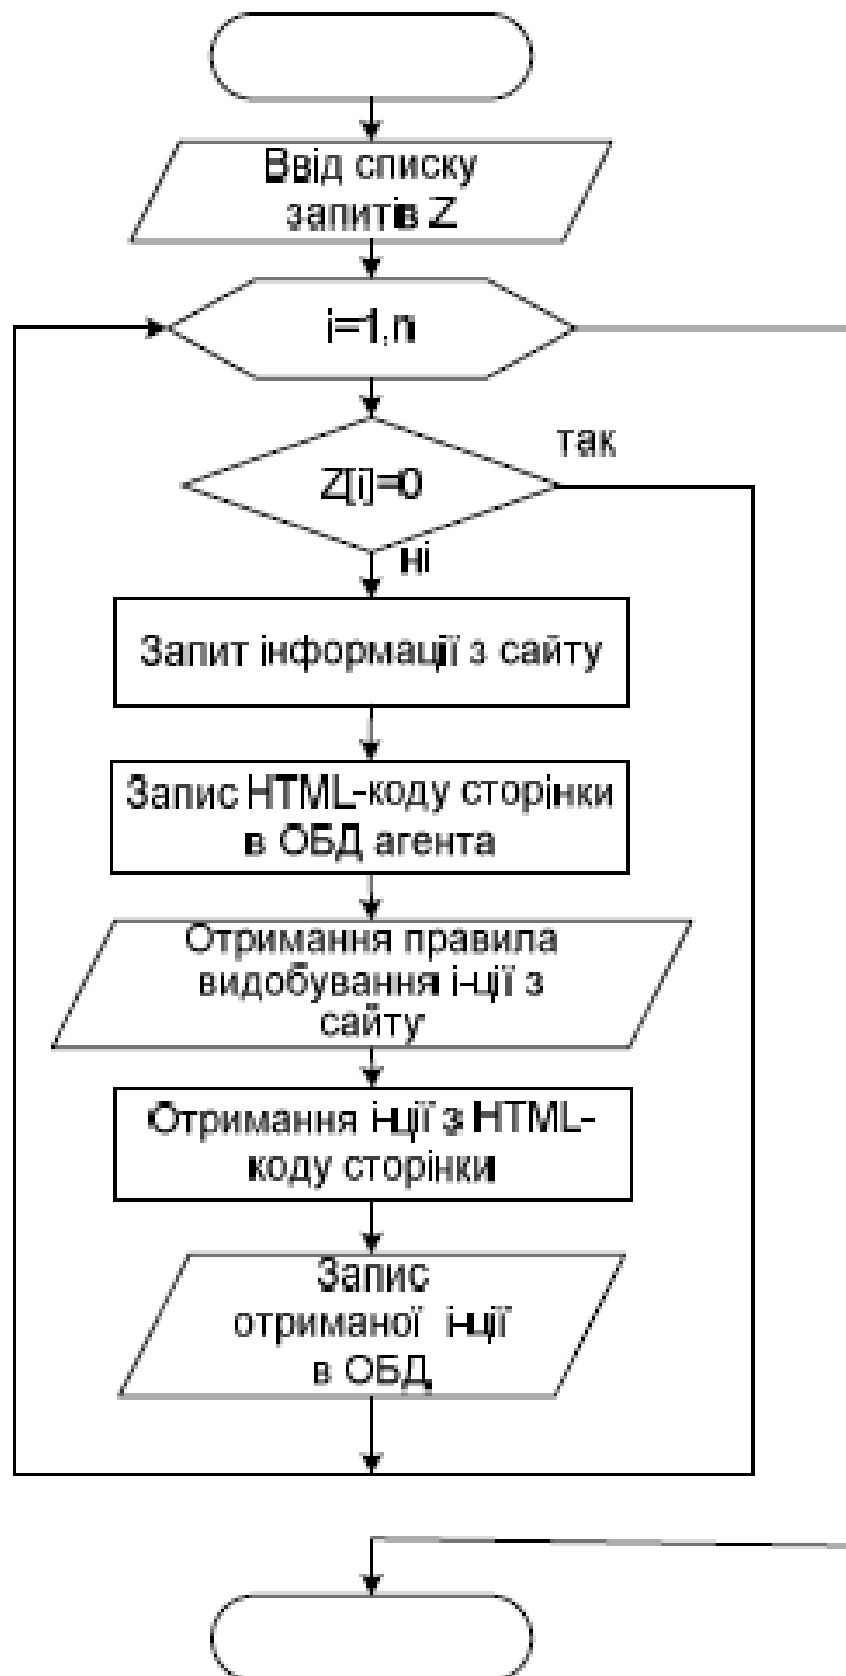 Ввід списку
запитів Z
i=1,n
так
Z[i]=0
ні
Запит інформації з сайту
Запис HTML-коду сторінки
в ОБД агента
Отримання правила
видобування і-ції з
сайту
Отримання і-ції з HTML-
коду сторінки
Запис
отриманої і-ції
в ОБД